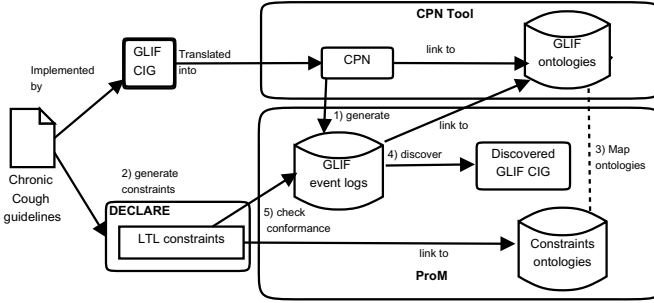 CPN Tool
GLIF
CIG
Translated
into
CPN
link to
GLIF
ontologies
Implemented
by
1) generate
link to
Chronic
Cough
guidelines
2) generate
constraints
GLIF
event logs
4) discover
Discovered
GLIF CIG
3) Map
ontologies
DECLARE
LTL constraints
5) check
conformance
link to
Constraints
ontologies
ProM